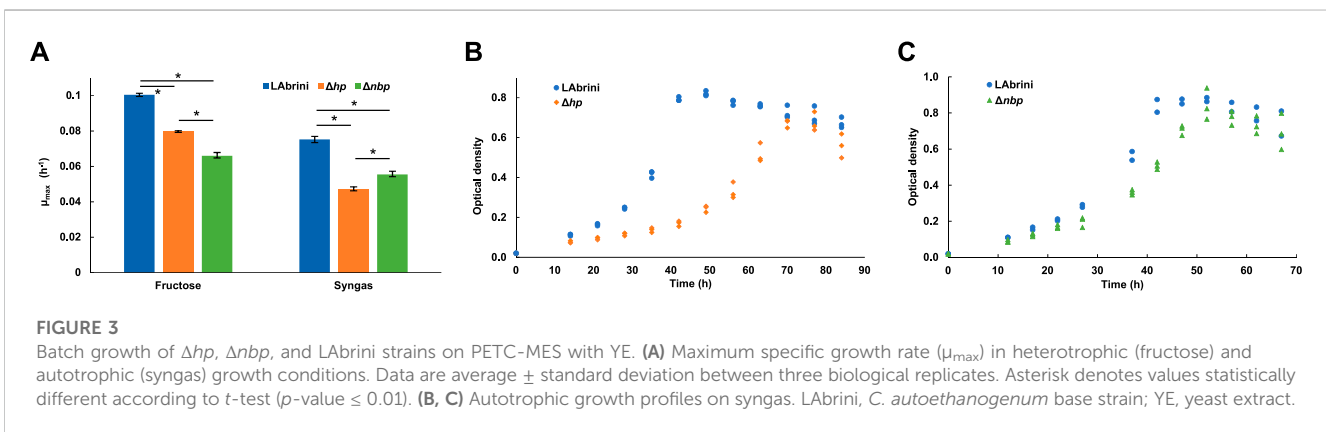 A
B
C
LAbrini Δhp Δnbp
* * * * * *
0.1
0.08
0.06
0.04
0.02
0
μmax (h-1)
Fructose Syngas
LAbrini
Δhp
0.8
0.6
0.4
0.2
0.0
Optical density
0 10 20 30 40 50 60 70 80 90
Time (h)
LAbrini
Δnbp
1.0
0.8
0.6
0.4
0.2
0.0
Optical density
0 10 20 30 40 50 60 70
Time (h)
FIGURE 3
Batch growth of Δhp, Δnbp, and LAbrini strains on PETC-MES with YE. (A) Maximum specific growth rate (μmax) in heterotrophic (fructose) and
autotrophic (syngas) growth conditions. Data are average ± standard deviation between three biological replicates. Asterisk denotes values statistically
different according to t-test (p-value ≤ 0.01). (B, C) Autotrophic growth profiles on syngas. LAbrini, C. autoethanogenum base strain; YE, yeast extract.